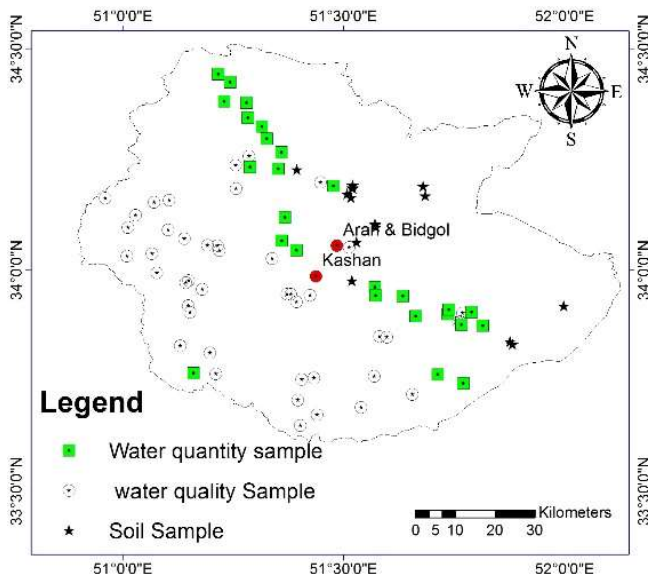 51°0'0"E 51°30'0"E 52°0'0"E
34°30'0"N
34°30'0"N
N
W E
S
Aran & Bidgol
Kashan
34°0'0"N
34°0'0"N
Legend
Water quantity sample
water quality Sample
Soil Sample
Kilometers
0 5 10 20 30
33°30'0"N
33°30'0"N
51°0'0"E 51°30'0"E 52°0'0"E